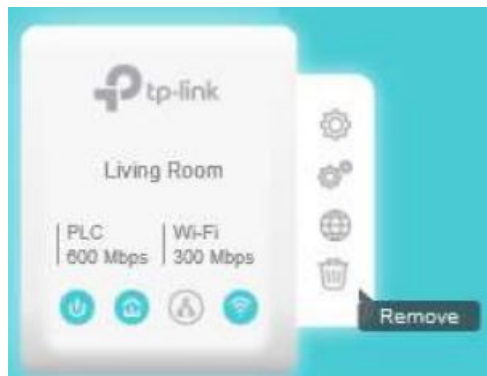 tp-link
Living Room
PLC Wi-Fi
600 Mbps 300 Mbps
Remove